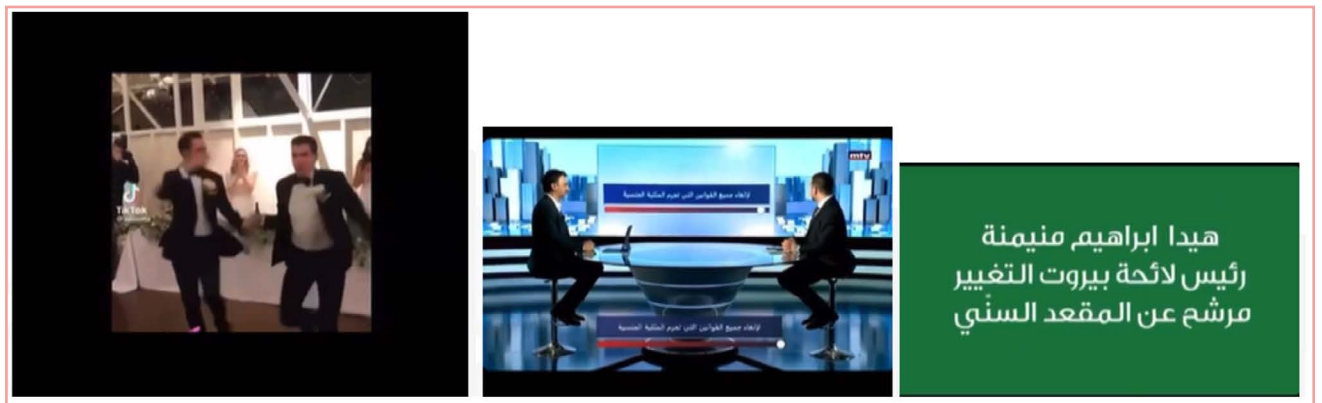 TikTok
mtv
لإلغاء جميع القوانين التي تجرم المثلية الجنسية
لإلغاء جميع القوانين التي تجرم المثلية الجنسية
هيدا ابراهيم منيمنة
رئيس لائحة بيروت التغيير
مرشح عن المقعد السنّي